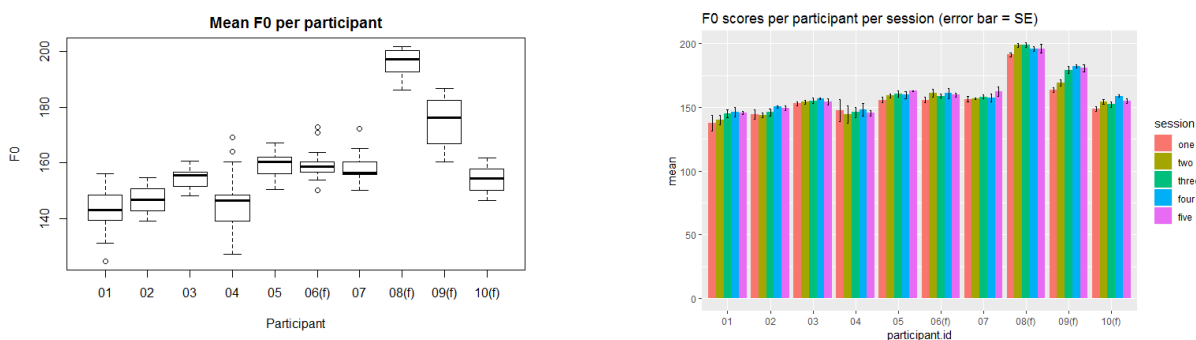 Mean F0 per participant
F0
200
180
160
140
01 02 03 04 05 06(f) 07 08(f) 09(f) 10(f)
Participant
F0 scores per participant per session (error bar = SE)
mean
200
150
100
50
0
01 02 03 04 05 06(f) 07 08(f) 09(f) 10(f)
participant.id
session
one
two
three
four
five